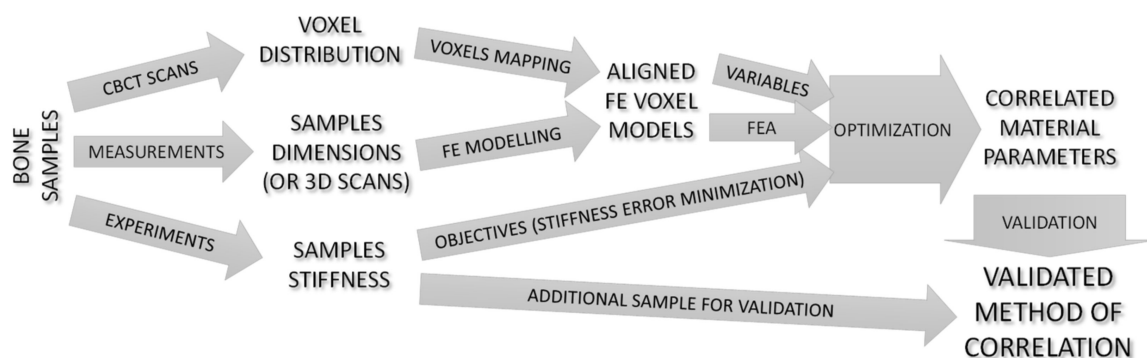 BONE
SAMPLES
CBCT SCANS
MEASUREMENTS
EXPERIMENTS
VOXEL
DISTRIBUTION
SAMPLES
DIMENSIONS
(OR 3D SCANS)
SAMPLES
STIFFNESS
VOXELS MAPPING
FE MODELLING
OBJECTIVES (STIFFNESS ERROR MINIMIZATION)
ADDITIONAL SAMPLE FOR VALIDATION
ALIGNED
FE VOXEL
MODELS
VARIABLES
FEA
OPTIMIZATION
CORRELATED
MATERIAL
PARAMETERS
VALIDATION
VALIDATED
METHOD OF
CORRELATION